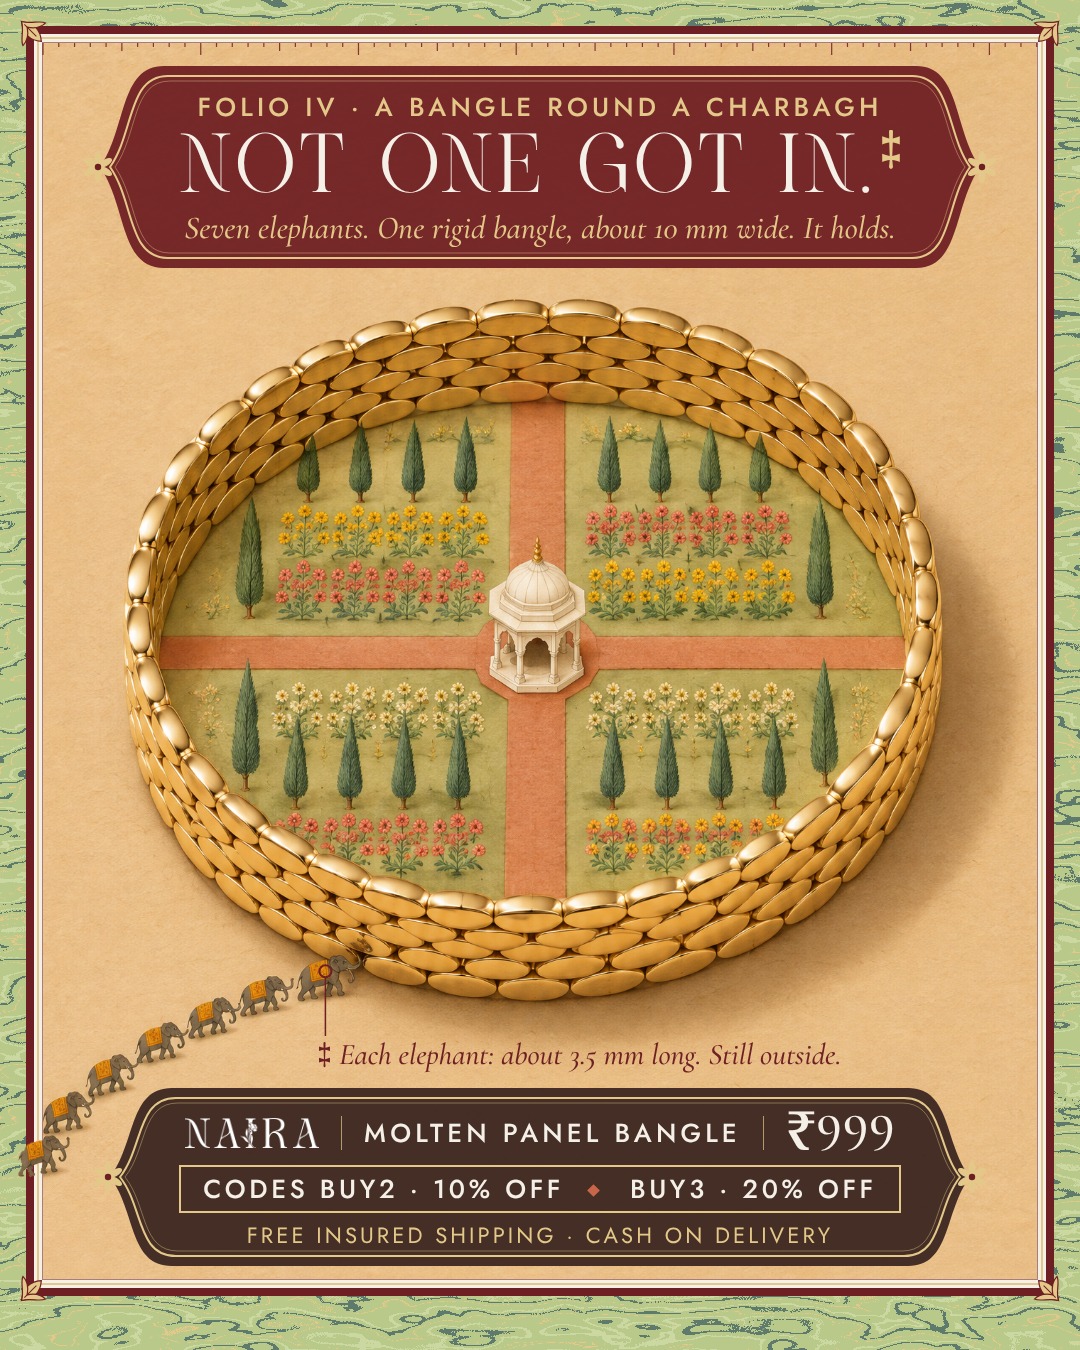 FOLIO IV · A BANGLE ROUND A CHARBAGH
NOT ONE GOT IN.‡
Seven elephants. One rigid bangle, about 10 mm wide. It holds.
‡ Each elephant: about 3.5 mm long. Still outside.
NAIRA | MOLTEN PANEL BANGLE | ₹999
CODES BUY2 · 10% OFF ◆ BUY3 · 20% OFF
FREE INSURED SHIPPING · CASH ON DELIVERY